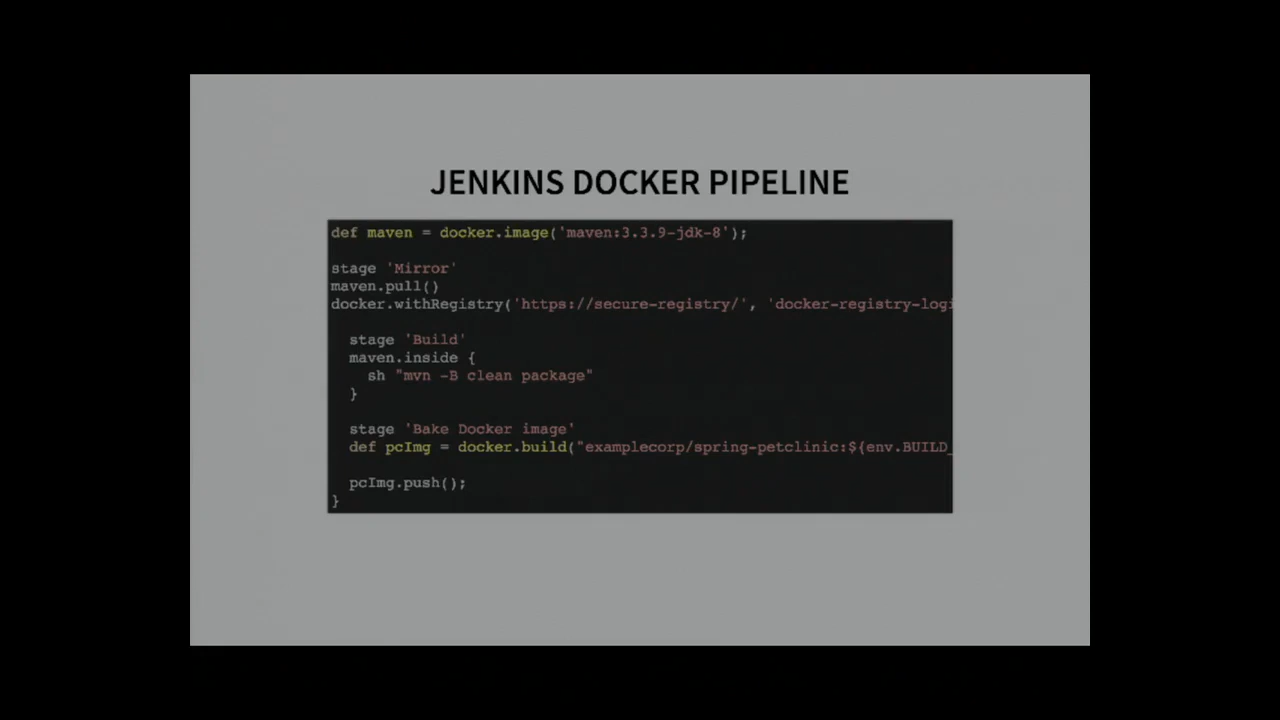 JENKINS DOCKER PIPELINE
def maven = docker.image('maven:3.3.9-jdk-8');
stage 'Mirror'
maven.pull()
docker.withRegistry('https://secure-registry/', 'docker-registry-logi
stage 'Build'
maven.inside {
sh "mvn -B clean package"
}
stage 'Bake Docker image'
def pcImg = docker.build("examplecorp/spring-petclinic:${env.BUILD_
pcImg.push();
}